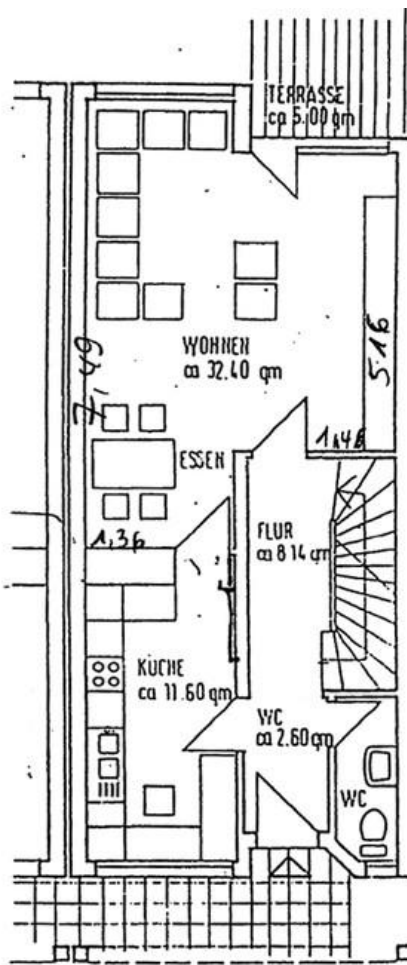 TERRASSE
ca 5.00 qm
WOHNEN
ca 32.40 qm
7,49
5.16
ESSEN
1.48
1,36
FLUR
ca 8.14 qm
KÜCHE
ca 11.60 qm
WC
ca 2.60 qm
WC